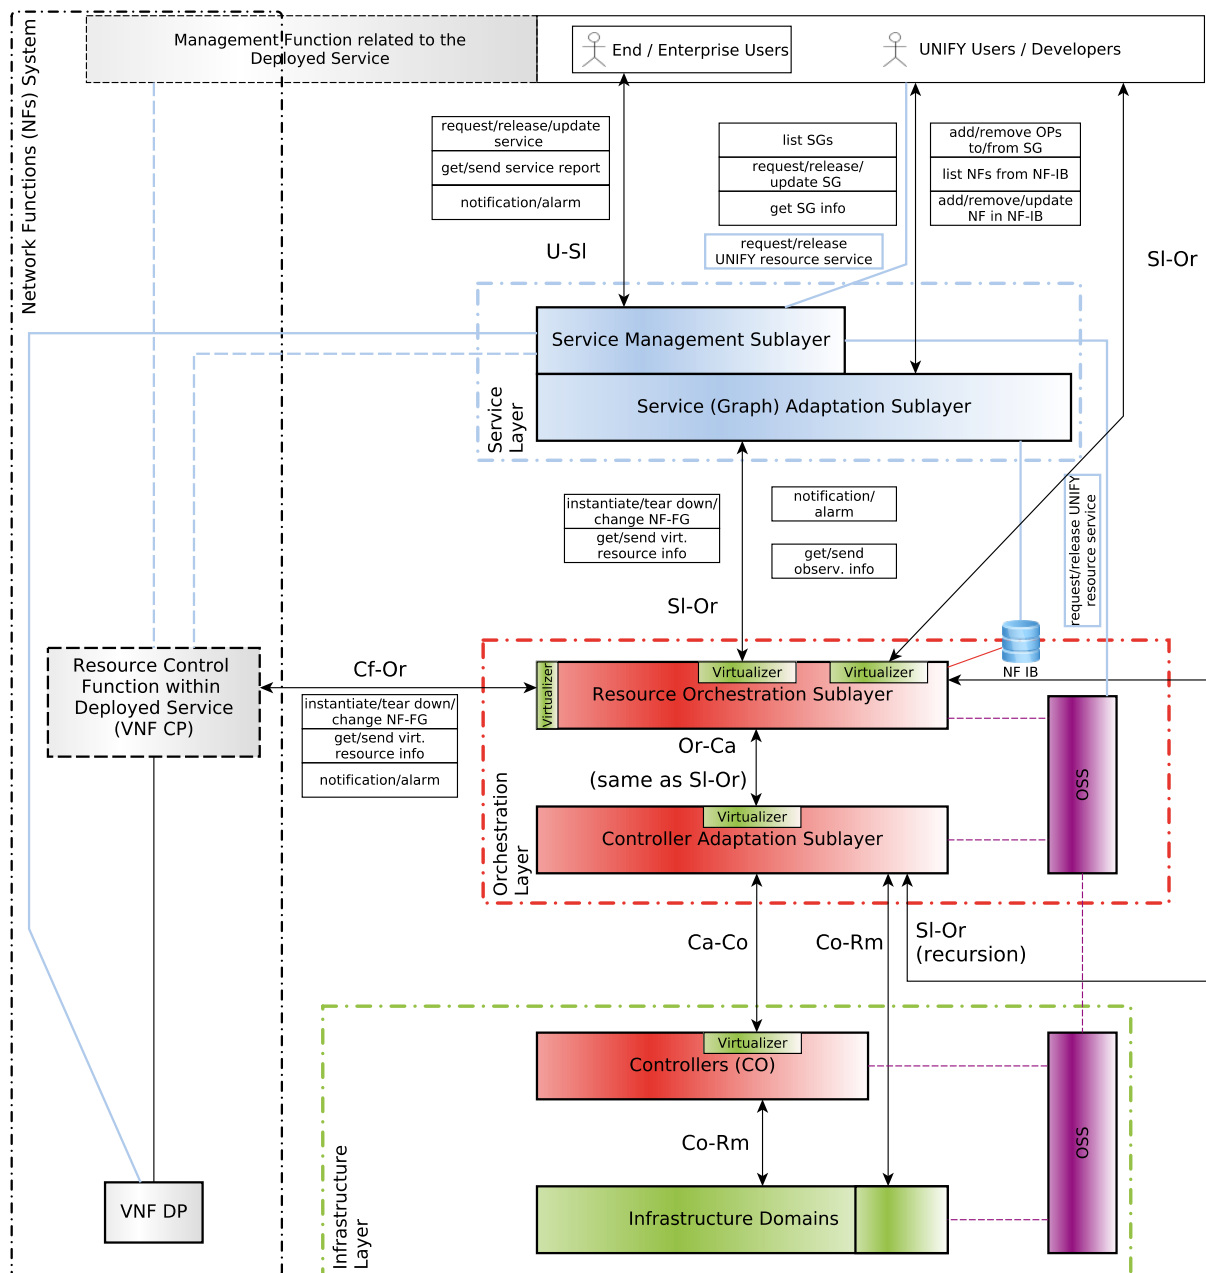 Network Functions (NFs) System
Management Function related to the
Deployed Service
End / Enterprise Users
UNIFY Users / Developers
request/release/update
service
get/send service report
notification/alarm
list SGs
request/release/
update SG
get SG info
add/remove OPs
to/from SG
list NFs from NF-IB
add/remove/update
NF in NF-IB
request/release
UNIFY resource service
U-Sl
Sl-Or
Service Management Sublayer
Service (Graph) Adaptation Sublayer
Service
Layer
instantiate/tear down/
change NF-FG
get/send virt.
resource info
notification/
alarm
get/send
observ. info
request/release UNIFY
resource service
Sl-Or
NF IB
Resource Control
Function within
Deployed Service
(VNF CP)
Cf-Or
instantiate/tear down/
change NF-FG
get/send virt.
resource info
notification/alarm
Virtualizer
Virtualizer
Virtualizer
Resource Orchestration Sublayer
Or-Ca
(same as Sl-Or)
Virtualizer
Controller Adaptation Sublayer
OSS
Orchestration
Layer
Ca-Co
Co-Rm
Sl-Or
(recursion)
Virtualizer
Controllers (CO)
Co-Rm
OSS
Infrastructure
Layer
Infrastructure Domains
VNF DP